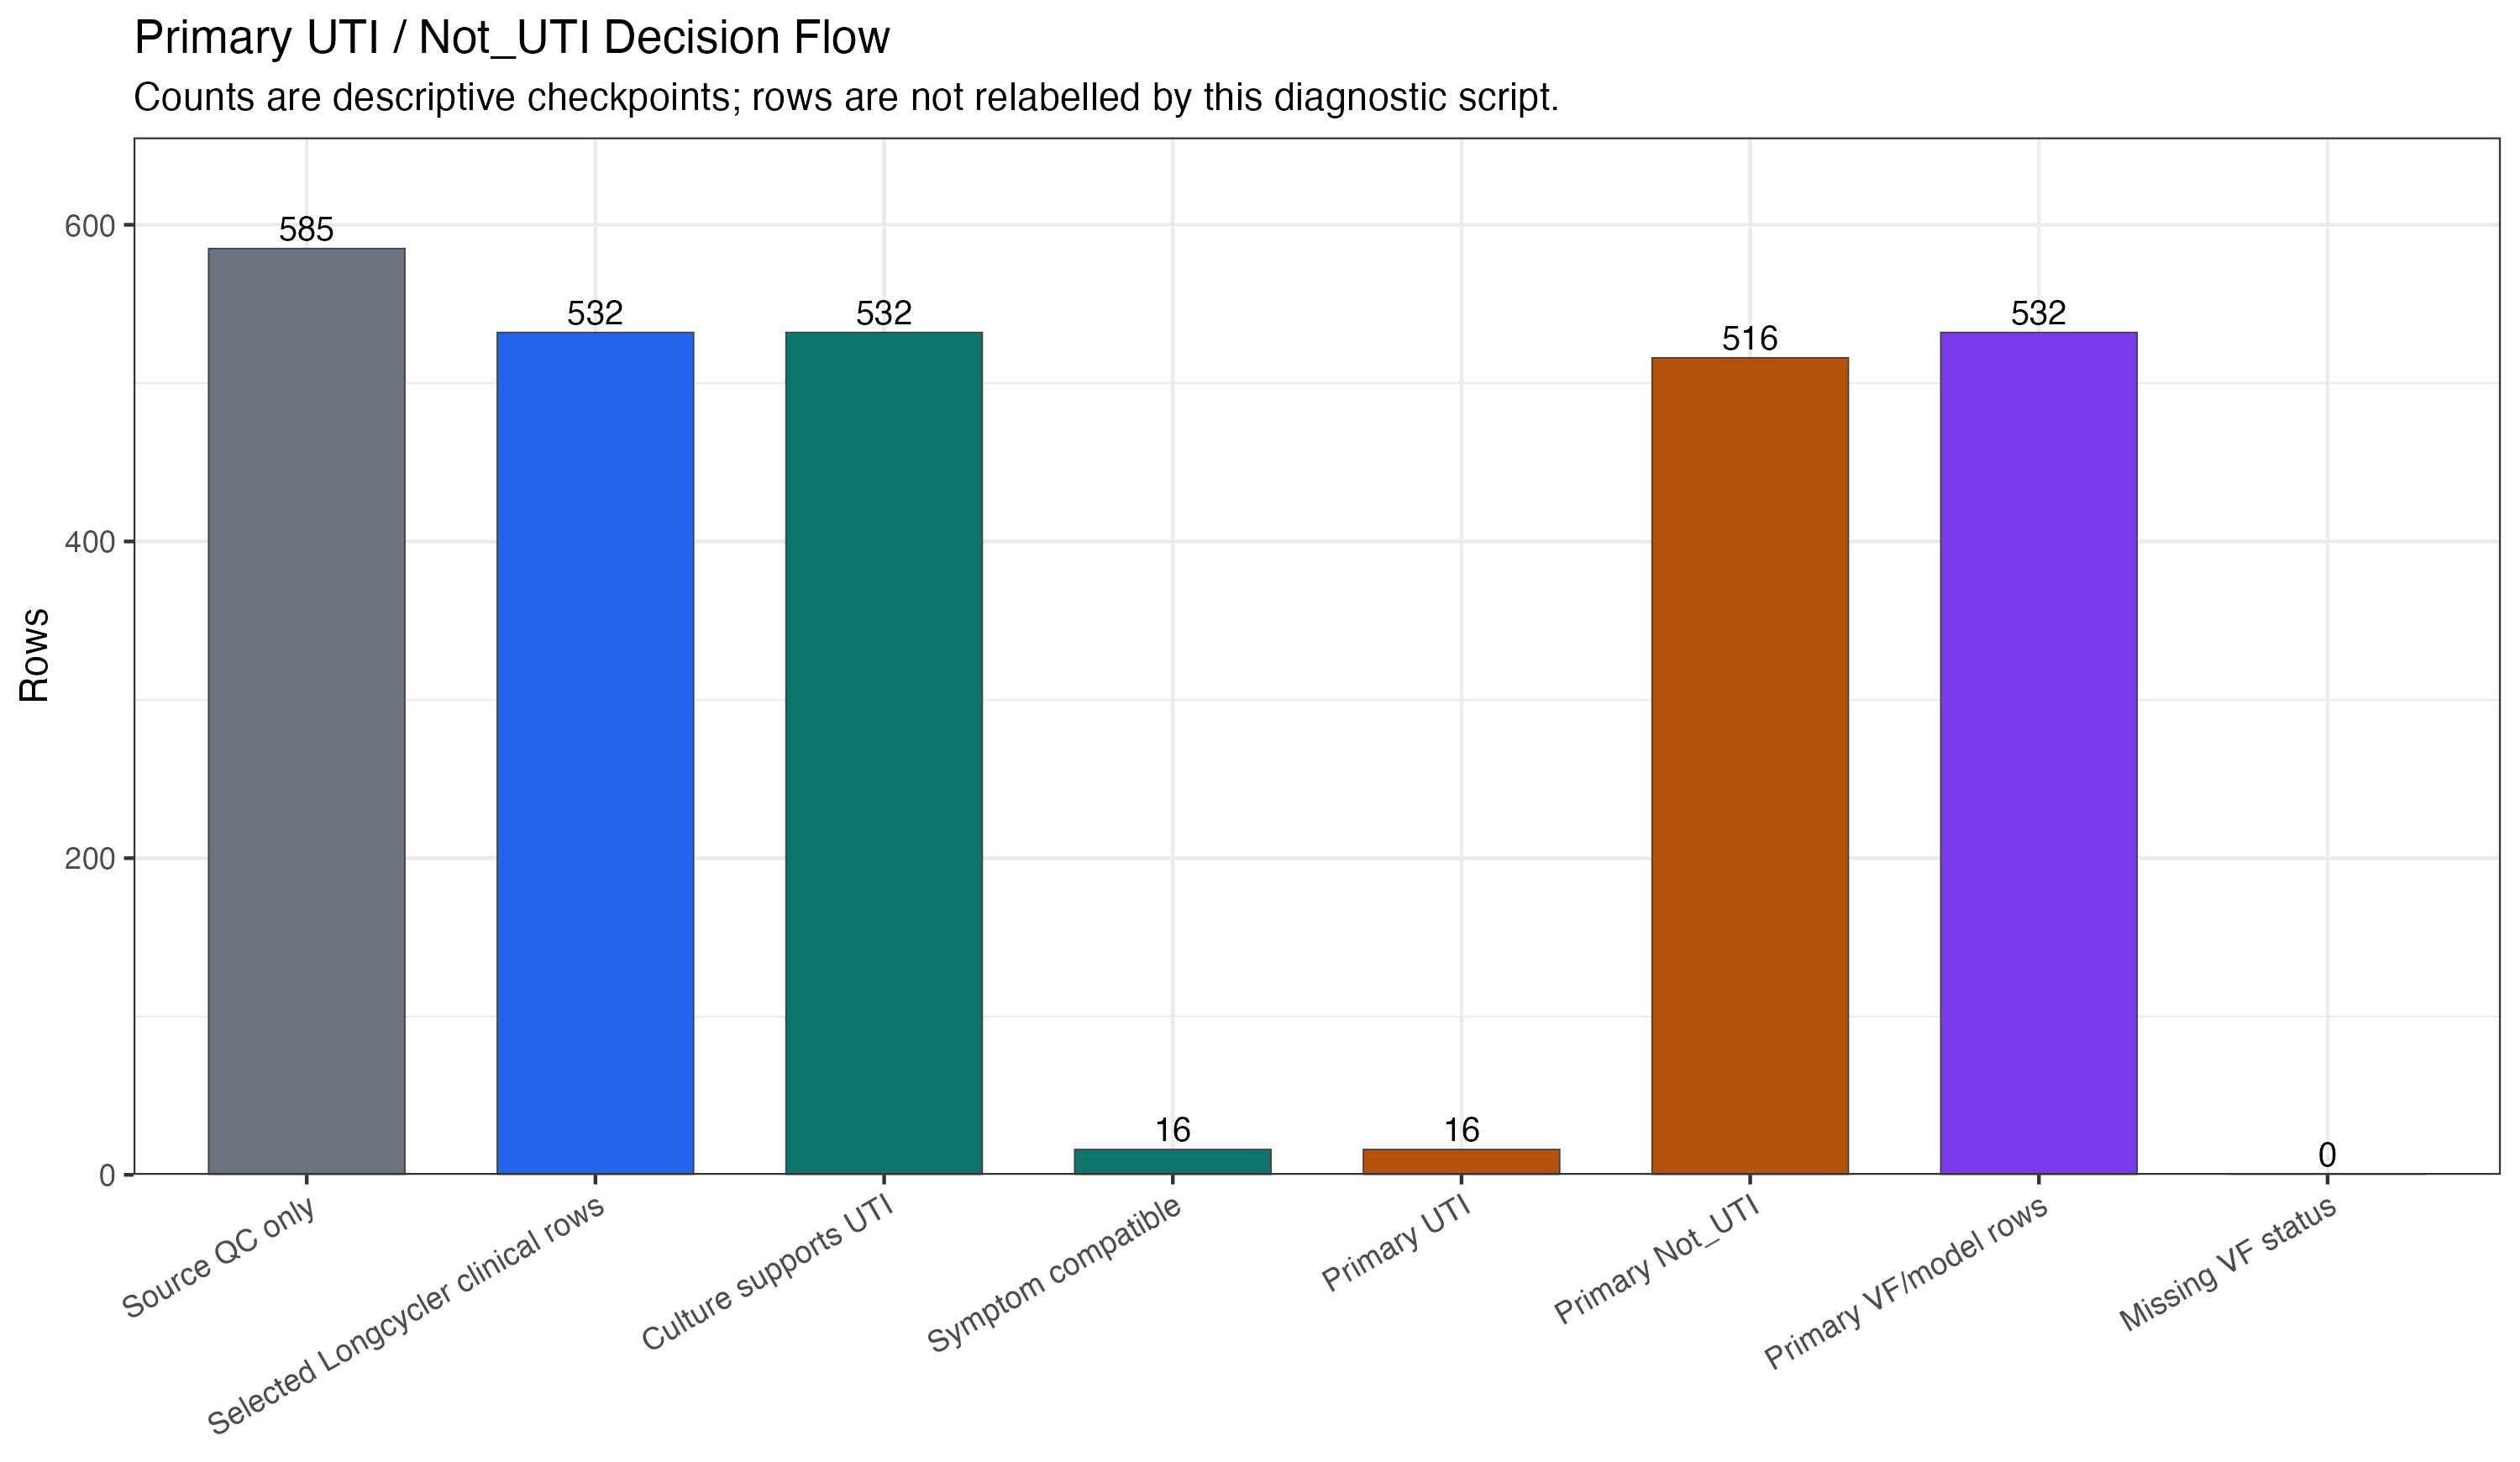 Primary UTI / Not_UTI Decision Flow
Counts are descriptive checkpoints; rows are not relabelled by this diagnostic script.
Rows
600
400
200
0
585
532
532
16
16
516
532
0
Source QC only
Selected Longcycler clinical rows
Culture supports UTI
Symptom compatible
Primary UTI
Primary Not_UTI
Primary VF/model rows
Missing VF status